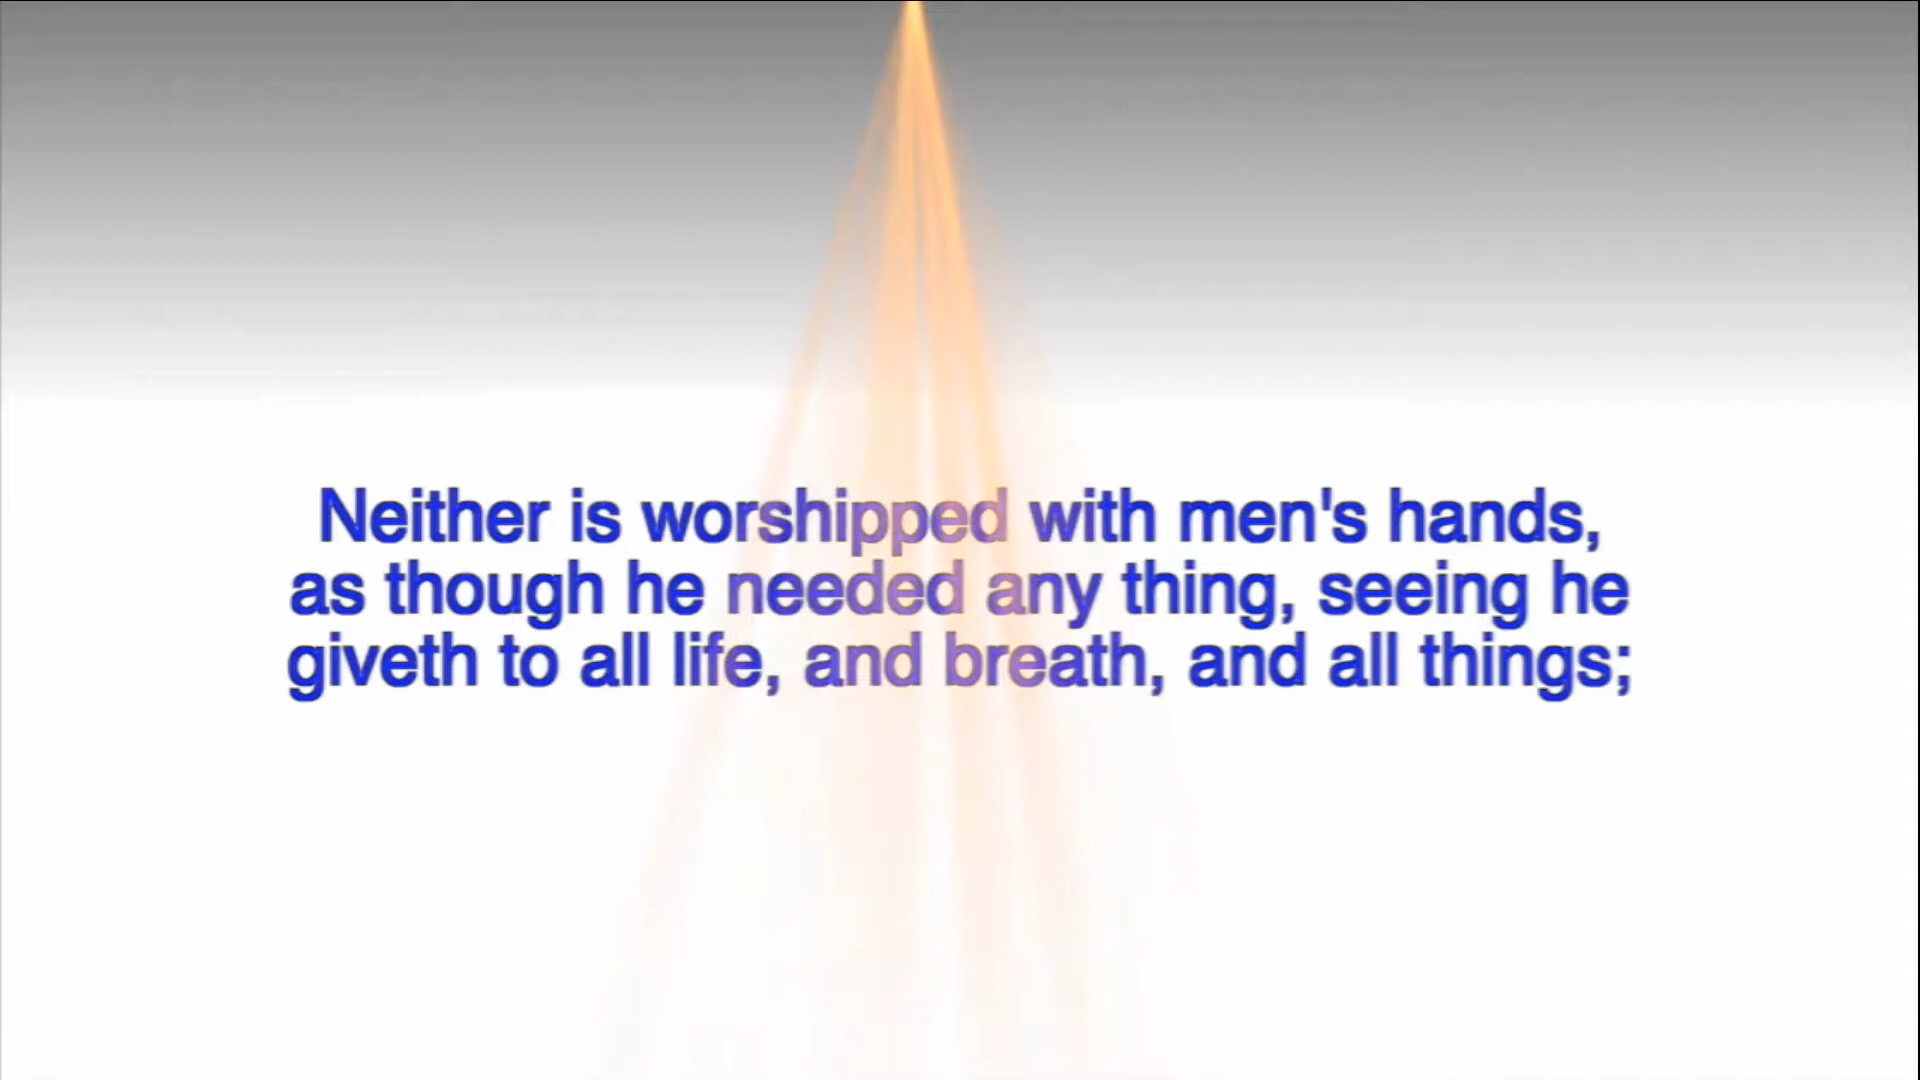 Neither is worshipped with men's hands,
as though he needed any thing, seeing he
giveth to all life, and breath, and all things;